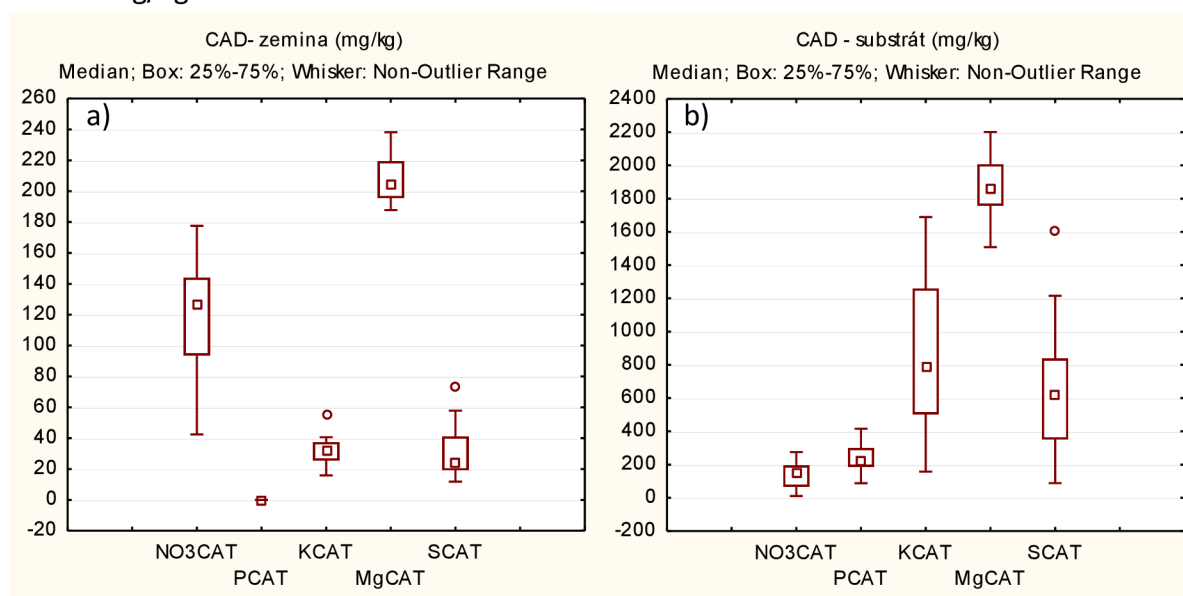 CAD- zemina (mg/kg)
Median; Box: 25%-75%; Whisker: Non-Outlier Range
a)
260
240
220
200
180
160
140
120
100
80
60
40
20
0
-20
NO3CAT KCAT SCAT
PCAT MgCAT
CAD - substrát (mg/kg)
Median; Box: 25%-75%; Whisker: Non-Outlier Range
b)
2400
2200
2000
1800
1600
1400
1200
1000
800
600
400
200
0
-200
NO3CAT KCAT SCAT
PCAT MgCAT